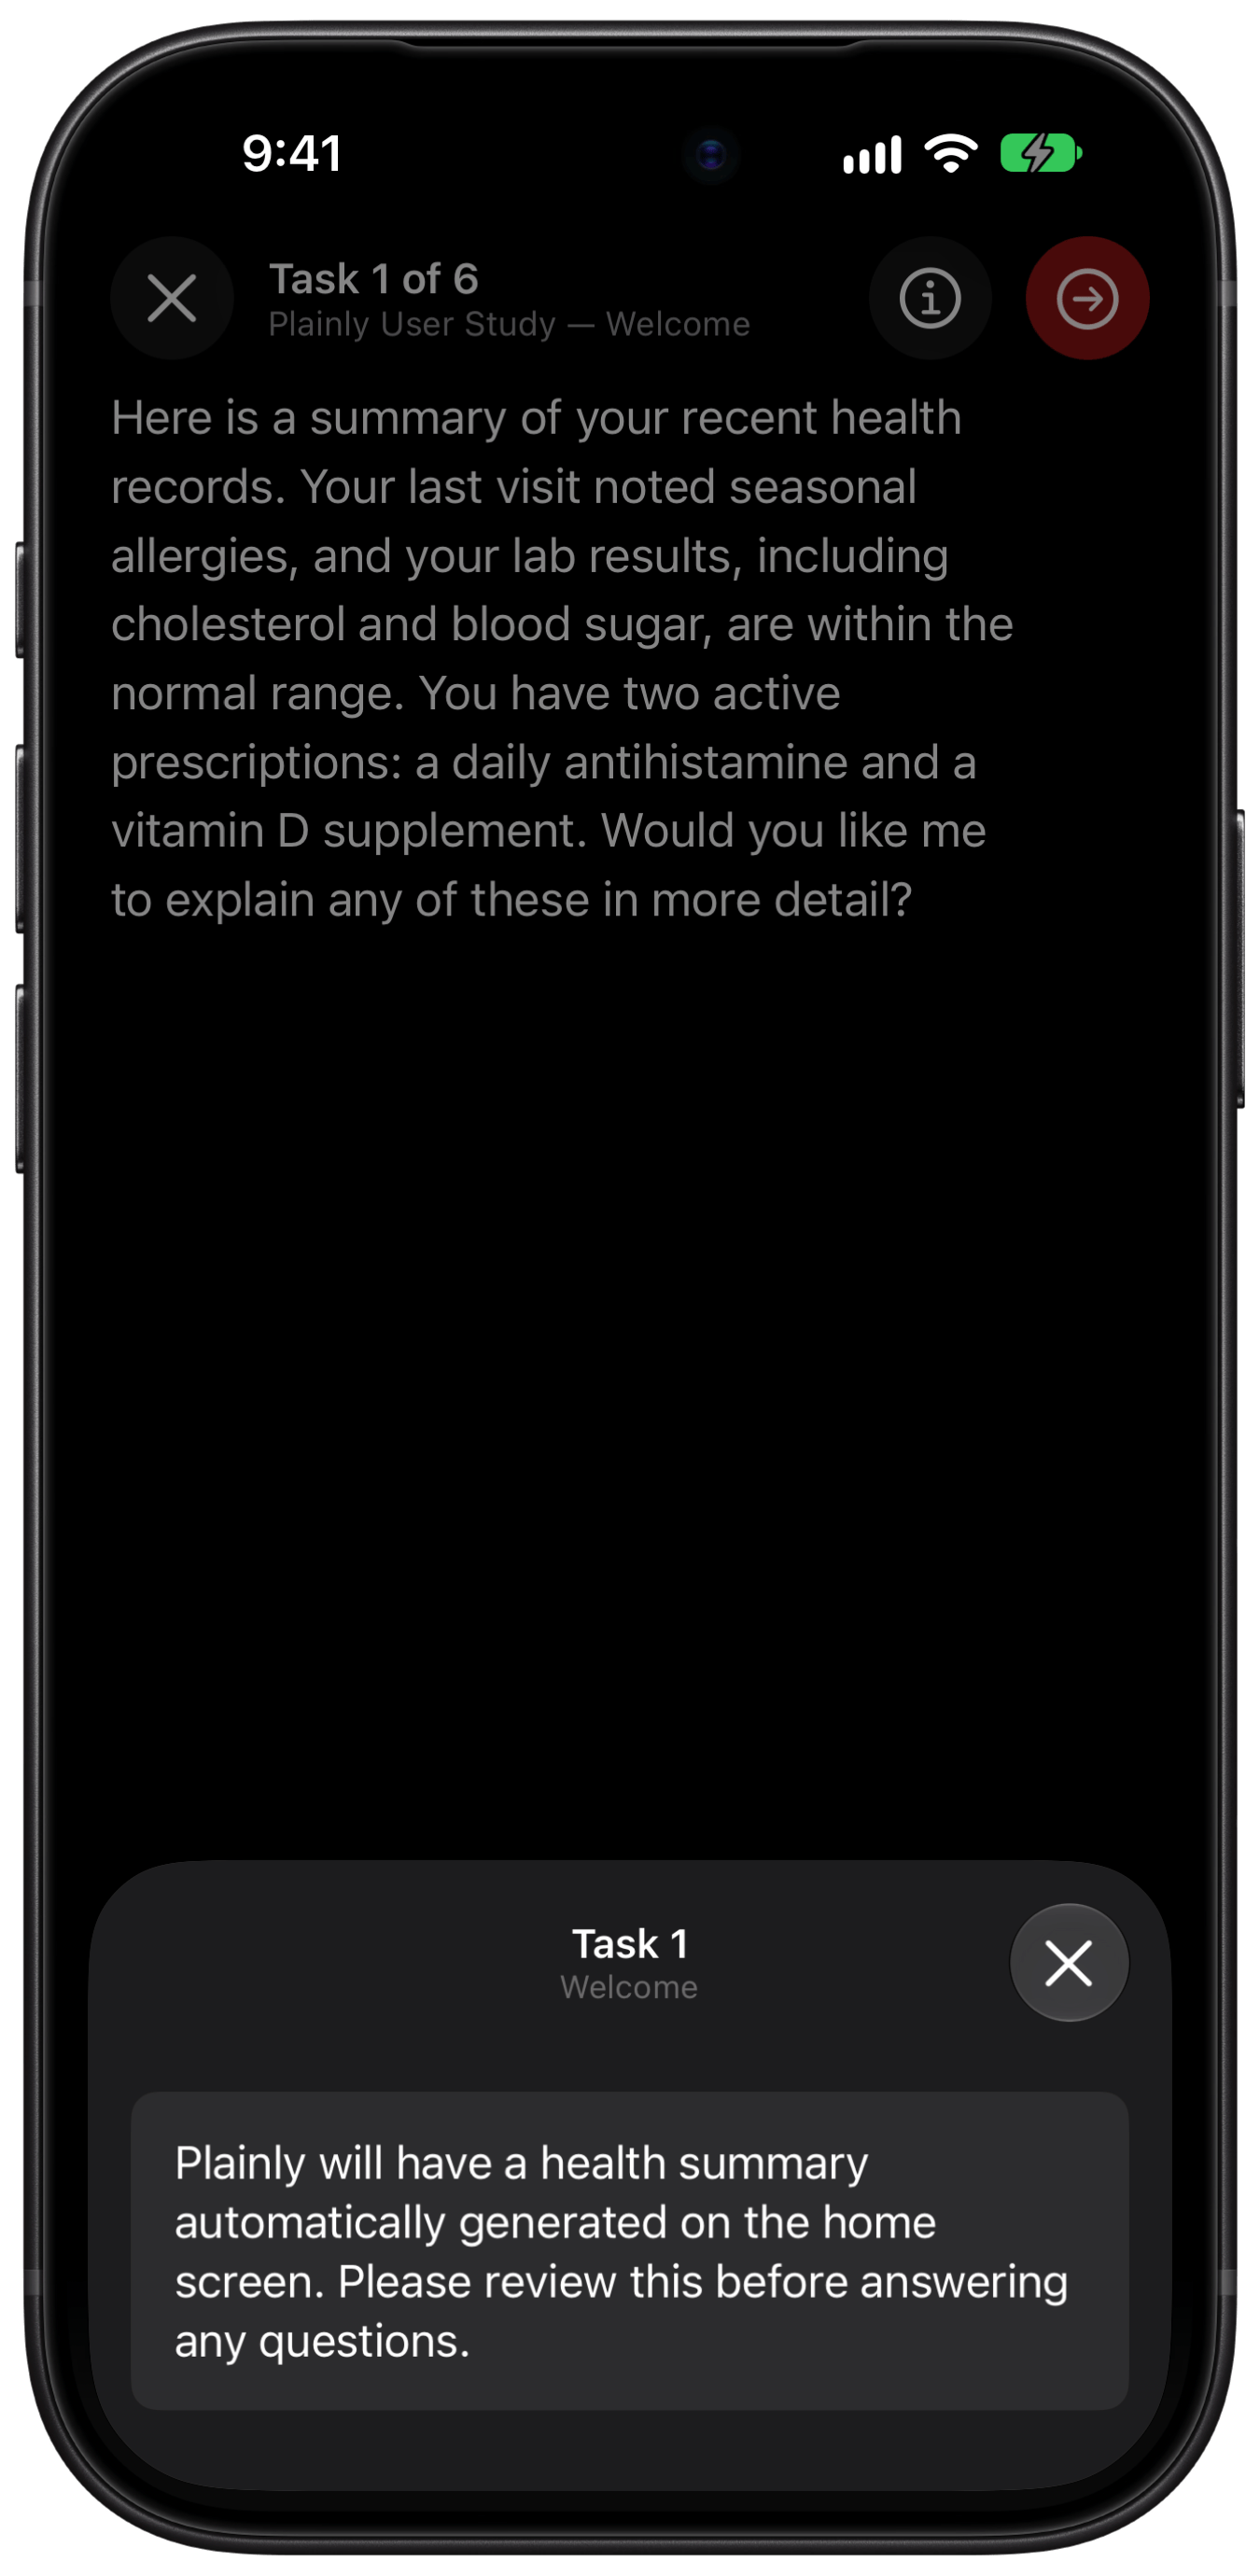 9:41
Task 1 of 6
Plainly User Study — Welcome
Here is a summary of your recent health
records. Your last visit noted seasonal
allergies, and your lab results, including
cholesterol and blood sugar, are within the
normal range. You have two active
prescriptions: a daily antihistamine and a
vitamin D supplement. Would you like me
to explain any of these in more detail?
Task 1
Welcome
Plainly will have a health summary
automatically generated on the home
screen. Please review this before answering
any questions.